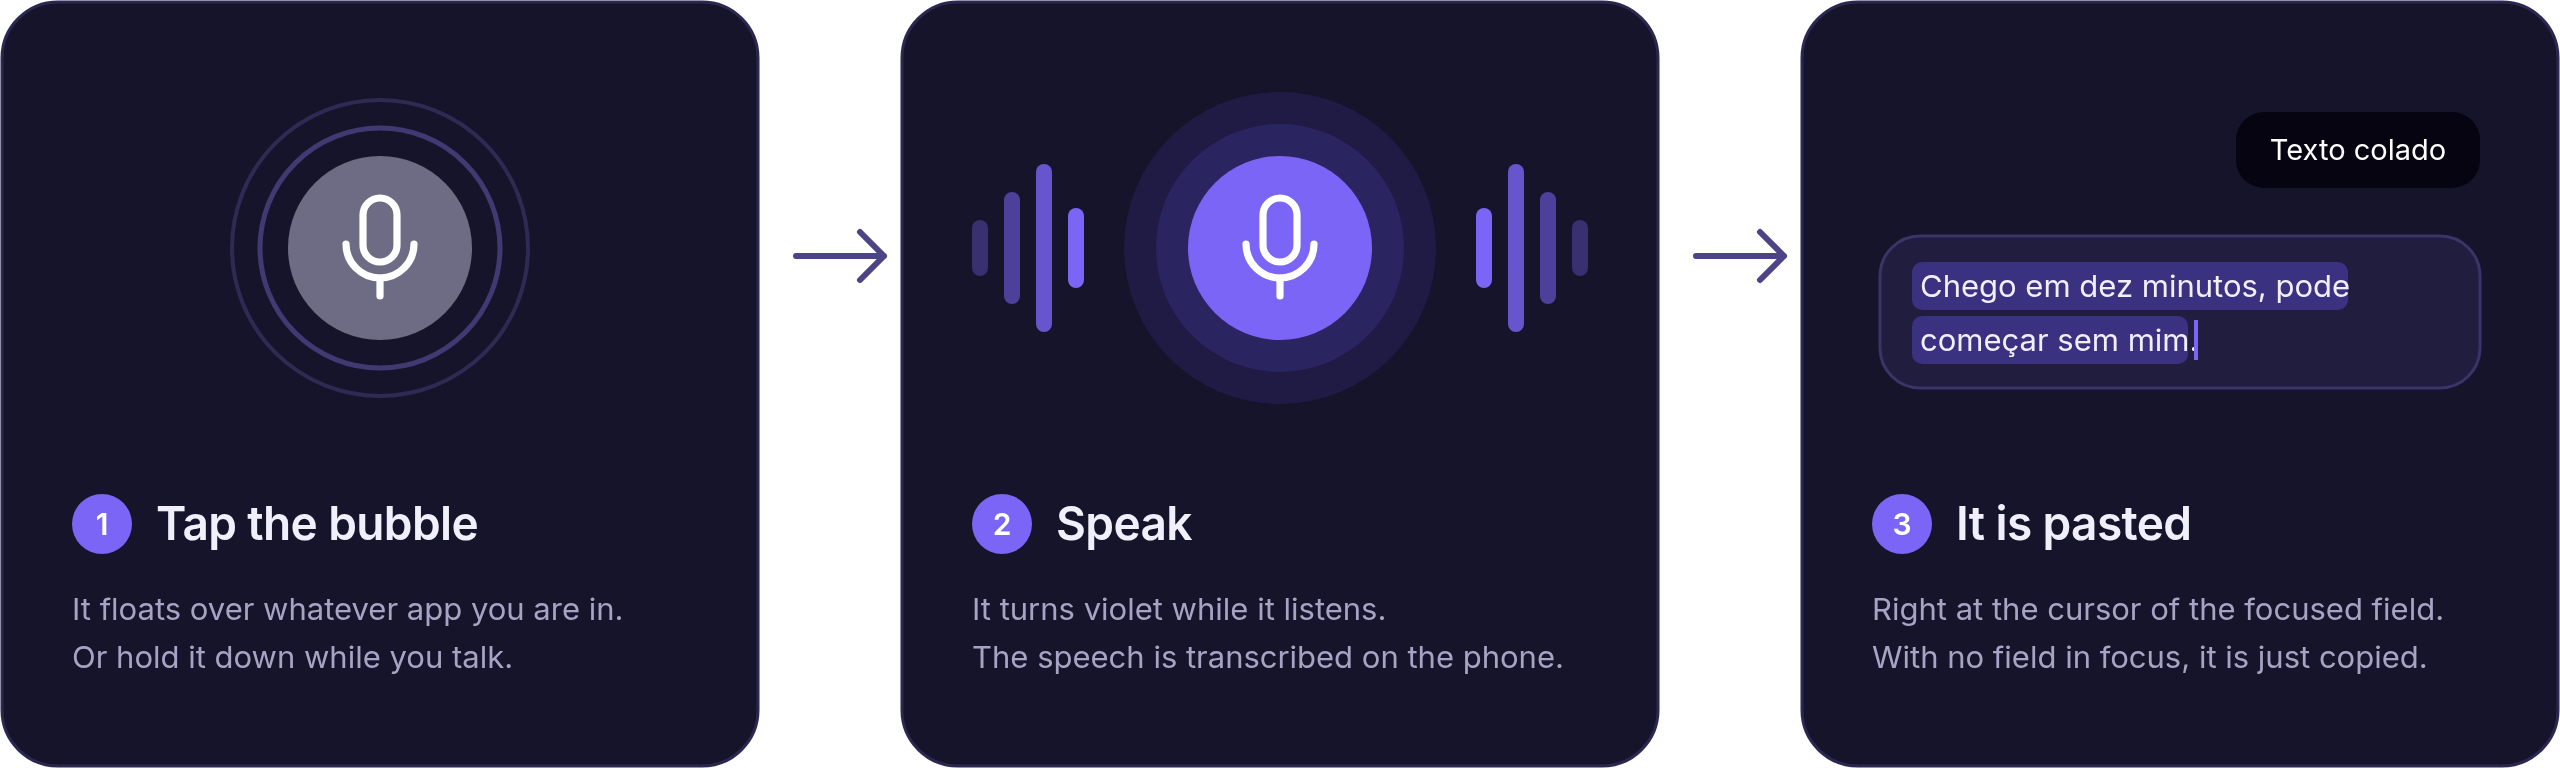 1 Tap the bubble
It floats over whatever app you are in.
Or hold it down while you talk.
2 Speak
It turns violet while it listens.
The speech is transcribed on the phone.
Texto colado
Chego em dez minutos, pode
começar sem mim.
3 It is pasted
Right at the cursor of the focused field.
With no field in focus, it is just copied.